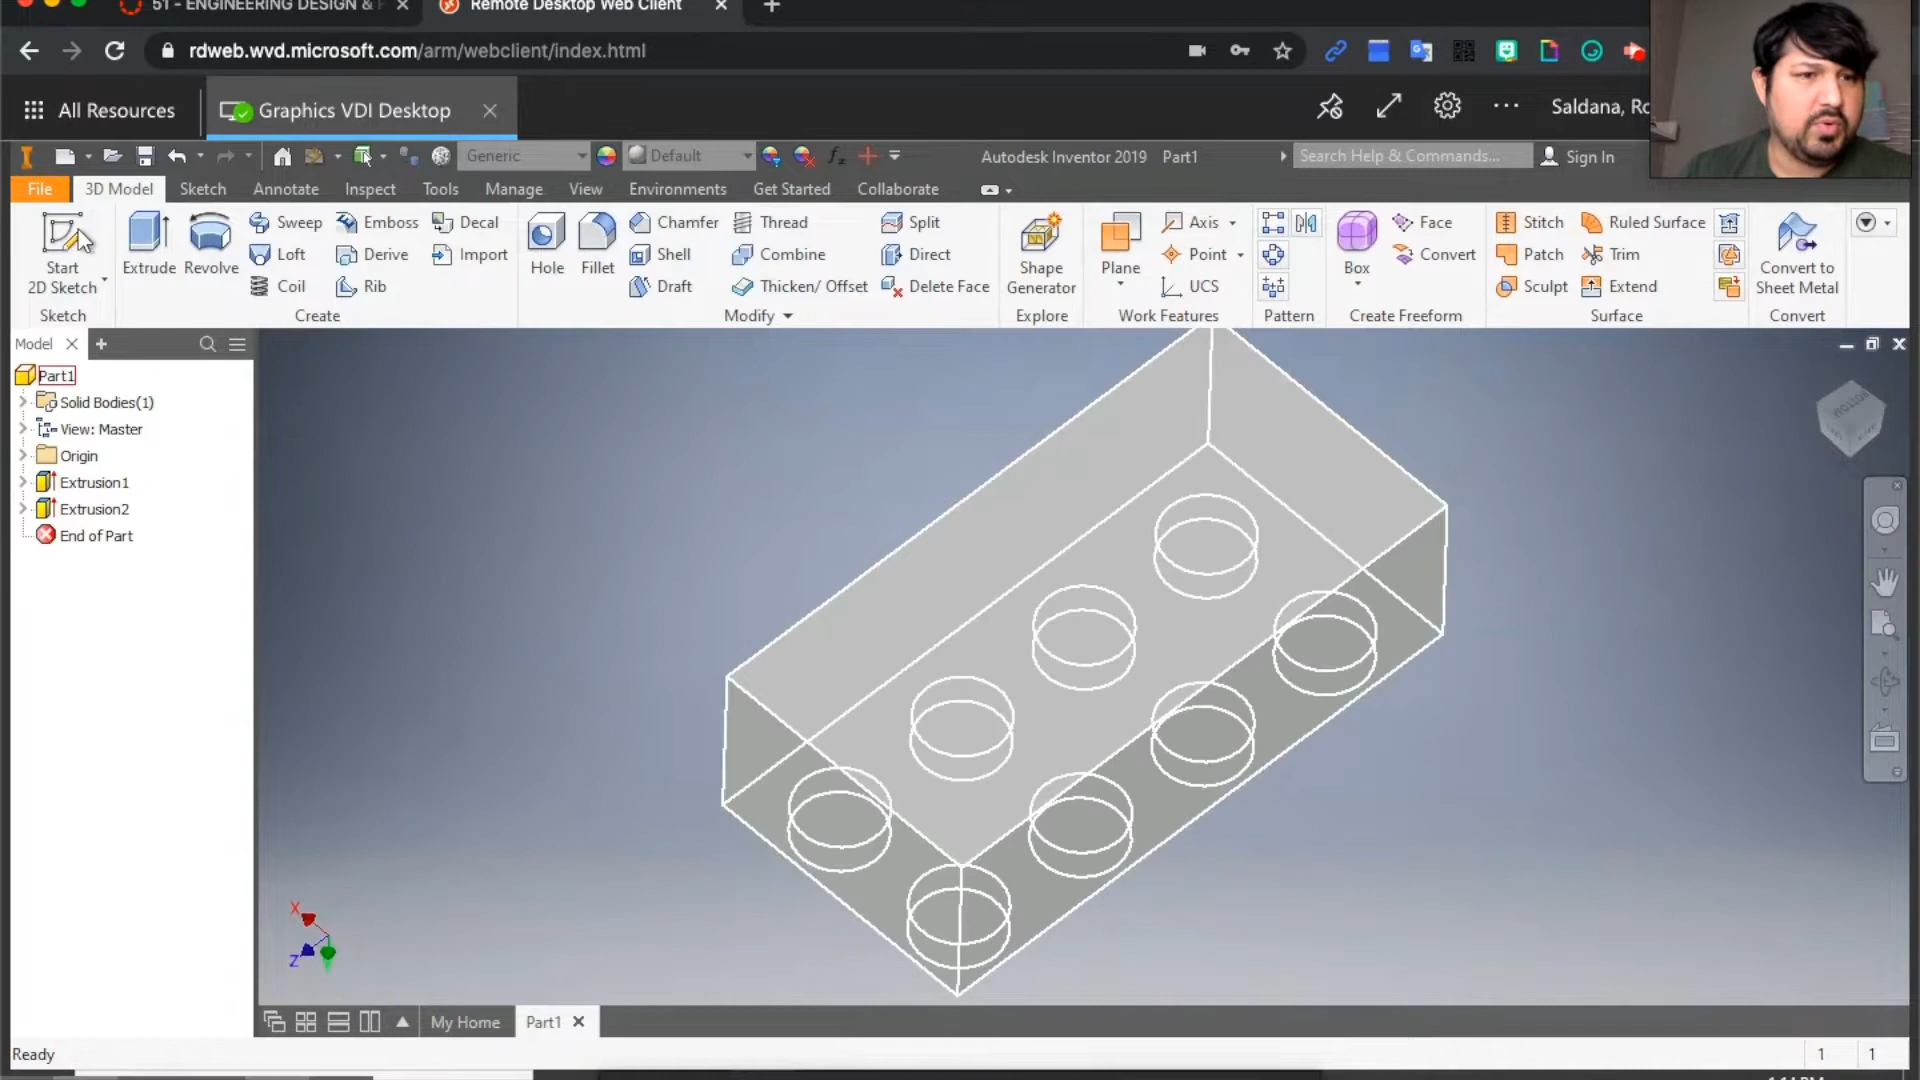 51 - ENGINEERING DESIGN &
Remote Desktop Web Client
rdweb.wvd.microsoft.com/arm/webclient/index.html
All Resources
Graphics VDI Desktop
Saldana, Ro
Generic
Default
Autodesk Inventor 2019 Part1
Search Help & Commands...
Sign In
File
3D Model
Sketch
Annotate
Inspect
Tools
Manage
View
Environments
Get Started
Collaborate
Start
2D Sketch
Sketch
Extrude
Revolve
Sweep
Emboss
Decal
Loft
Derive
Import
Coil
Rib
Create
Hole
Fillet
Chamfer
Thread
Split
Shell
Combine
Direct
Draft
Thicken/ Offset
Delete Face
Modify
Shape
Generator
Explore
Plane
Axis
Point
UCS
Work Features
Pattern
Box
Face
Convert
Create Freeform
Stitch
Ruled Surface
Patch
Trim
Sculpt
Extend
Surface
Convert to
Sheet Metal
Convert
Model
Part1
Solid Bodies(1)
View: Master
Origin
Extrusion1
Extrusion2
End of Part
BOTTOM
X
Z
My Home
Part1
Ready
1
1